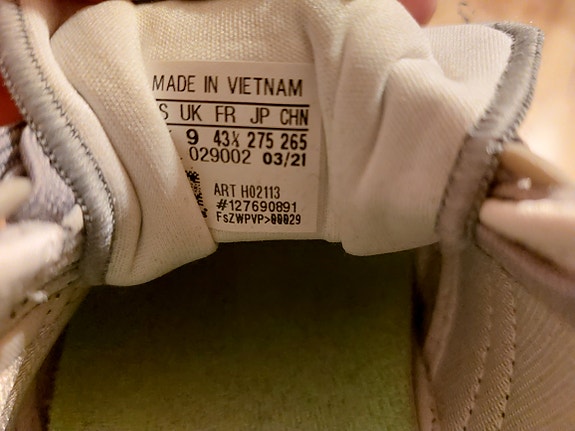 MADE IN VIETNAM
S UK FR JP CHN
9 43⅓ 275 265
029002 03/21
ART H02113
#127690891
FsZWPVP>00029